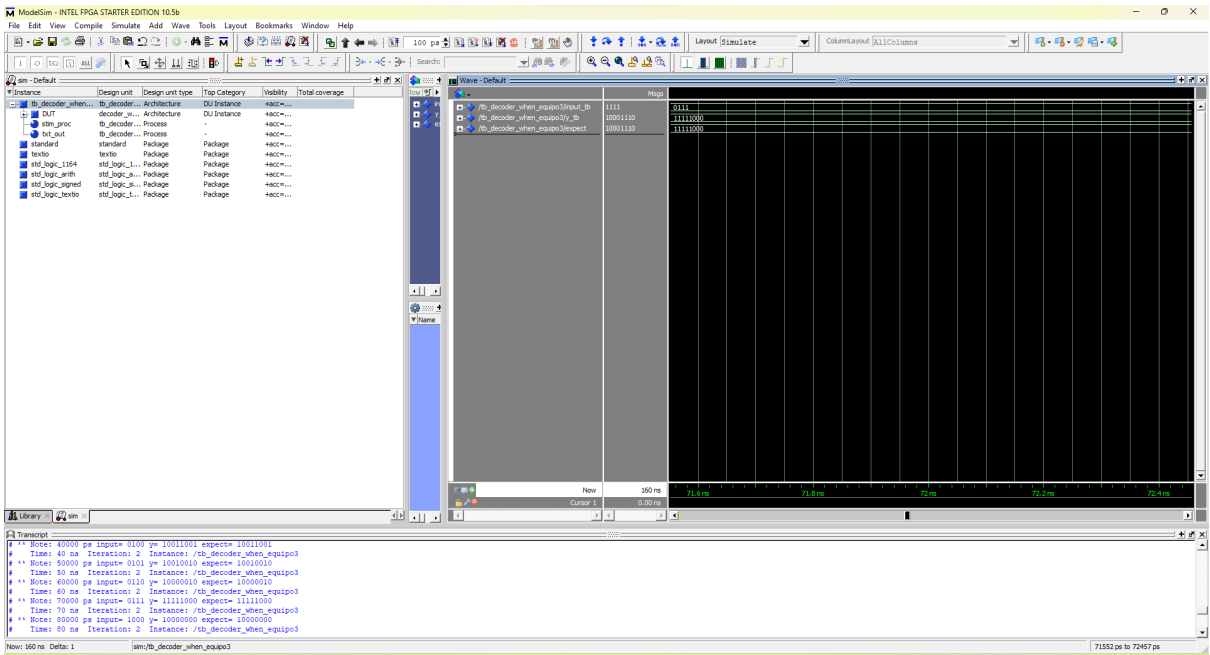 ModelSim - INTEL FPGA STARTER EDITION 10.5b
File Edit View Compile Simulate Add Wave Tools Layout Bookmarks Window Help
100 ps
Layout Simulate
ColumnLayout AllColumns
Search:
sim - Default
Instance Design unit Design unit type Top Category Visibility Total coverage
tb_decoder_when... tb_decoder... Architecture DU Instance +acc=...
DUT decoder_w... Architecture DU Instance +acc=...
stim_proc tb_decoder... Process - +acc=...
txt_out tb_decoder... Process - +acc=...
standard standard Package Package +acc=...
textio textio Package Package +acc=...
std_logic_1164 std_logic_1... Package Package +acc=...
std_logic_arith std_logic_a... Package Package +acc=...
std_logic_signed std_logic_si... Package Package +acc=...
std_logic_textio std_logic_t... Package Package +acc=...
Library
sim
Name
Wave - Default
Msgs
/tb_decoder_when_equipo3/input_tb 1111 0111
/tb_decoder_when_equipo3/y_tb 10001110 11111000
/tb_decoder_when_equipo3/expect 10001110 11111000
Now 160 ns
Cursor 1 0.00 ns
71.6 ns 71.8 ns 72 ns 72.2 ns 72.4 ns
Transcript
# ** Note: 40000 ps input= 0100 y= 10011001 expect= 10011001
# Time: 40 ns Iteration: 2 Instance: /tb_decoder_when_equipo3
# ** Note: 50000 ps input= 0101 y= 10010010 expect= 10010010
# Time: 50 ns Iteration: 2 Instance: /tb_decoder_when_equipo3
# ** Note: 60000 ps input= 0110 y= 10000010 expect= 10000010
# Time: 60 ns Iteration: 2 Instance: /tb_decoder_when_equipo3
# ** Note: 70000 ps input= 0111 y= 11111000 expect= 11111000
# Time: 70 ns Iteration: 2 Instance: /tb_decoder_when_equipo3
# ** Note: 80000 ps input= 1000 y= 10000000 expect= 10000000
# Time: 80 ns Iteration: 2 Instance: /tb_decoder_when_equipo3
Now: 160 ns Delta: 1
sim:/tb_decoder_when_equipo3
71552 ps to 72457 ps